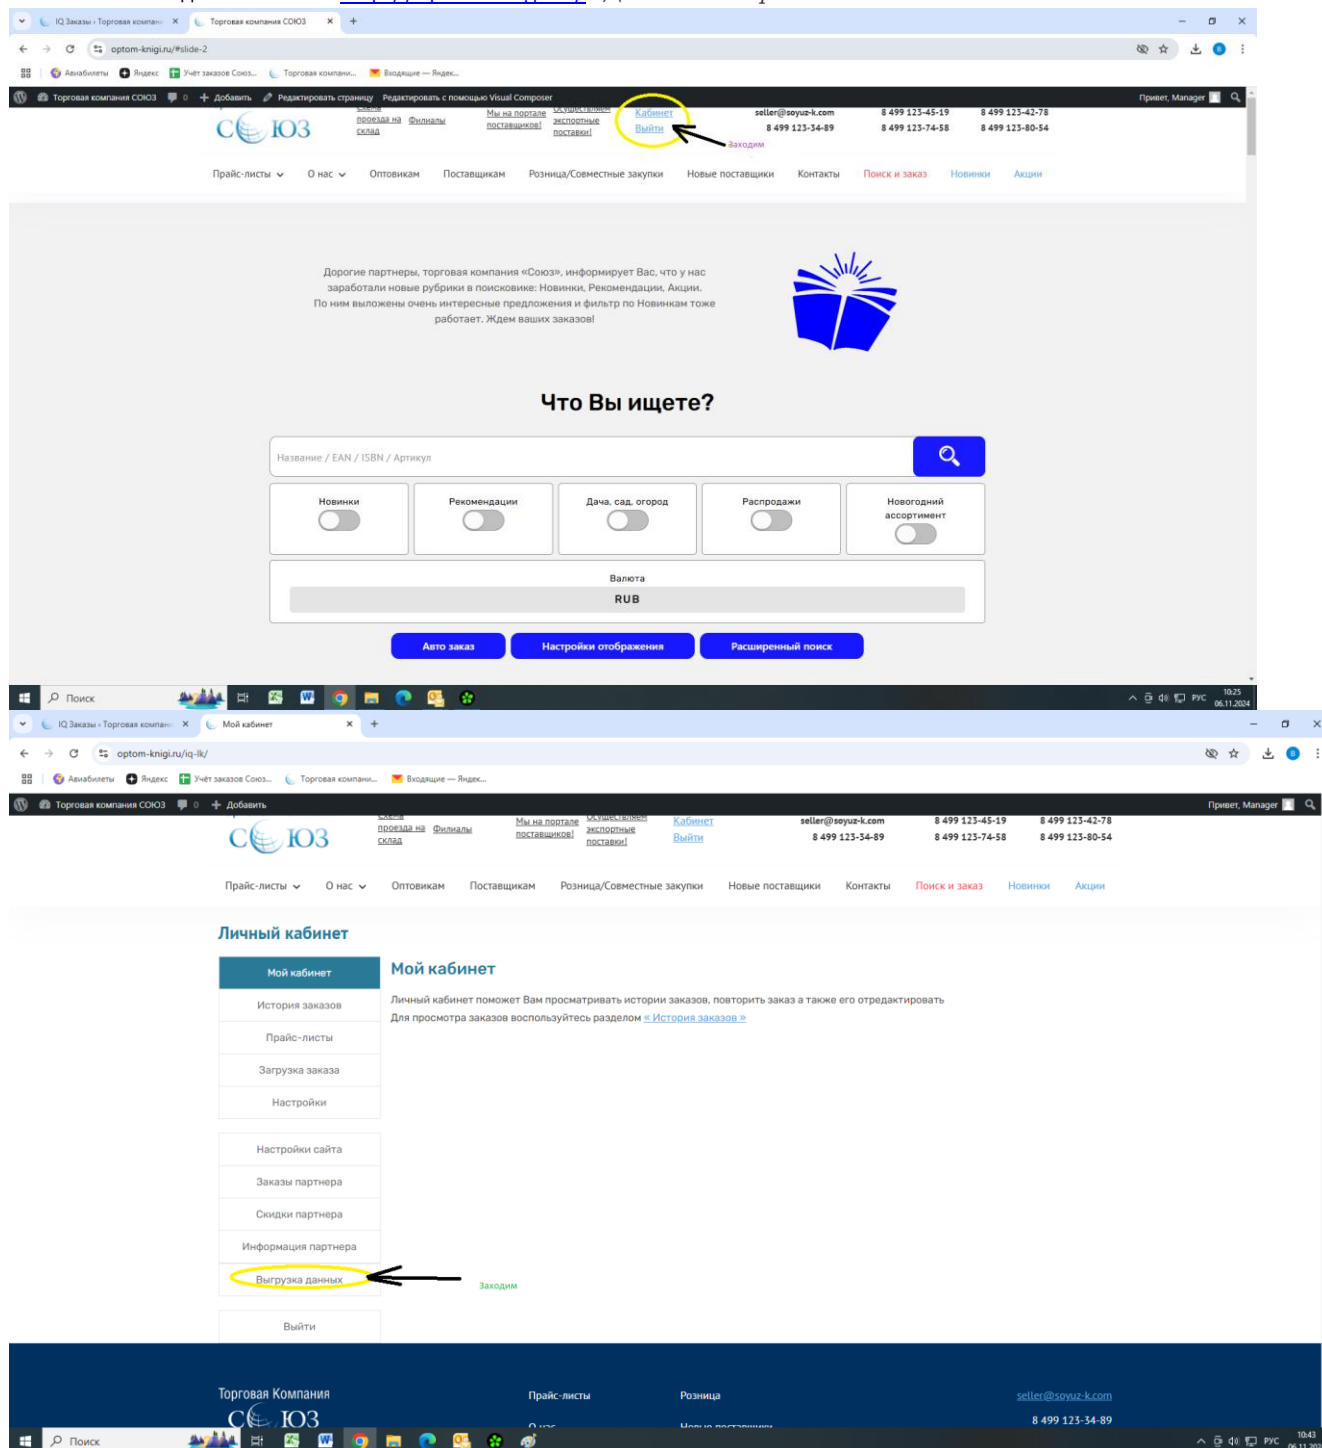 IQ Заказы ‹ Торговая компани
Торговая компания СОЮЗ
optom-knigi.ru/#slide-2
Авиабилеты Яндекс Учёт заказов Союз... Торговая компани... Входящие — Яндек...
Торговая компания СОЮЗ 0 Добавить Редактировать страницу Редактировать с помощью Visual Composer Привет, Manager
СОЮЗ
Схема
проезда на
склад
Филиалы
Мы на портале
поставщиков!
Осуществляем
экспортные
поставки!
Кабинет
Выйти
seller@soyuz-k.com 8 499 123-45-19 8 499 123-42-78
8 499 123-34-89 8 499 123-74-58 8 499 123-80-54
Заходим
Прайс-листы О нас Оптовикам Поставщикам Розница/Совместные закупки Новые поставщики Контакты Поиск и заказ Новинки Акции
Дорогие партнеры, торговая компания «Союз», информирует Вас, что у нас
заработали новые рубрики в поисковике: Новинки, Рекомендации, Акции.
По ним выложены очень интересные предложения и фильтр по Новинкам тоже
работает. Ждем ваших заказов!
Что Вы ищете?
Название / EAN / ISBN / Артикул
Новинки Рекомендации Дача, сад, огород Распродажи Новогодний
ассортимент
Валюта
RUB
Авто заказ Настройки отображения Расширенный поиск
Поиск
РУС 10:25
06.11.2024
IQ Заказы ‹ Торговая компани
Мой кабинет
optom-knigi.ru/iq-lk/
Авиабилеты Яндекс Учёт заказов Союз... Торговая компани... Входящие — Яндек...
Торговая компания СОЮЗ 0 Добавить Привет, Manager
СОЮЗ
Схема
проезда на
склад
Филиалы
Мы на портале
поставщиков!
Осуществляем
экспортные
поставки!
Кабинет
Выйти
seller@soyuz-k.com 8 499 123-45-19 8 499 123-42-78
8 499 123-34-89 8 499 123-74-58 8 499 123-80-54
Прайс-листы О нас Оптовикам Поставщикам Розница/Совместные закупки Новые поставщики Контакты Поиск и заказ Новинки Акции
Личный кабинет
Мой кабинет
История заказов
Прайс-листы
Загрузка заказа
Настройки
Настройки сайта
Заказы партнера
Скидки партнера
Информация партнера
Выгрузка данных
Выйти
Мой кабинет
Личный кабинет поможет Вам просматривать истории заказов, повторить заказ а также его отредактировать
Для просмотра заказов воспользуйтесь разделом « История заказов »
Заходим
Торговая Компания
СОЮЗ
Прайс-листы Розница seller@soyuz-k.com
О нас Новые поставщики 8 499 123-34-89
Поиск
РУС 10:43